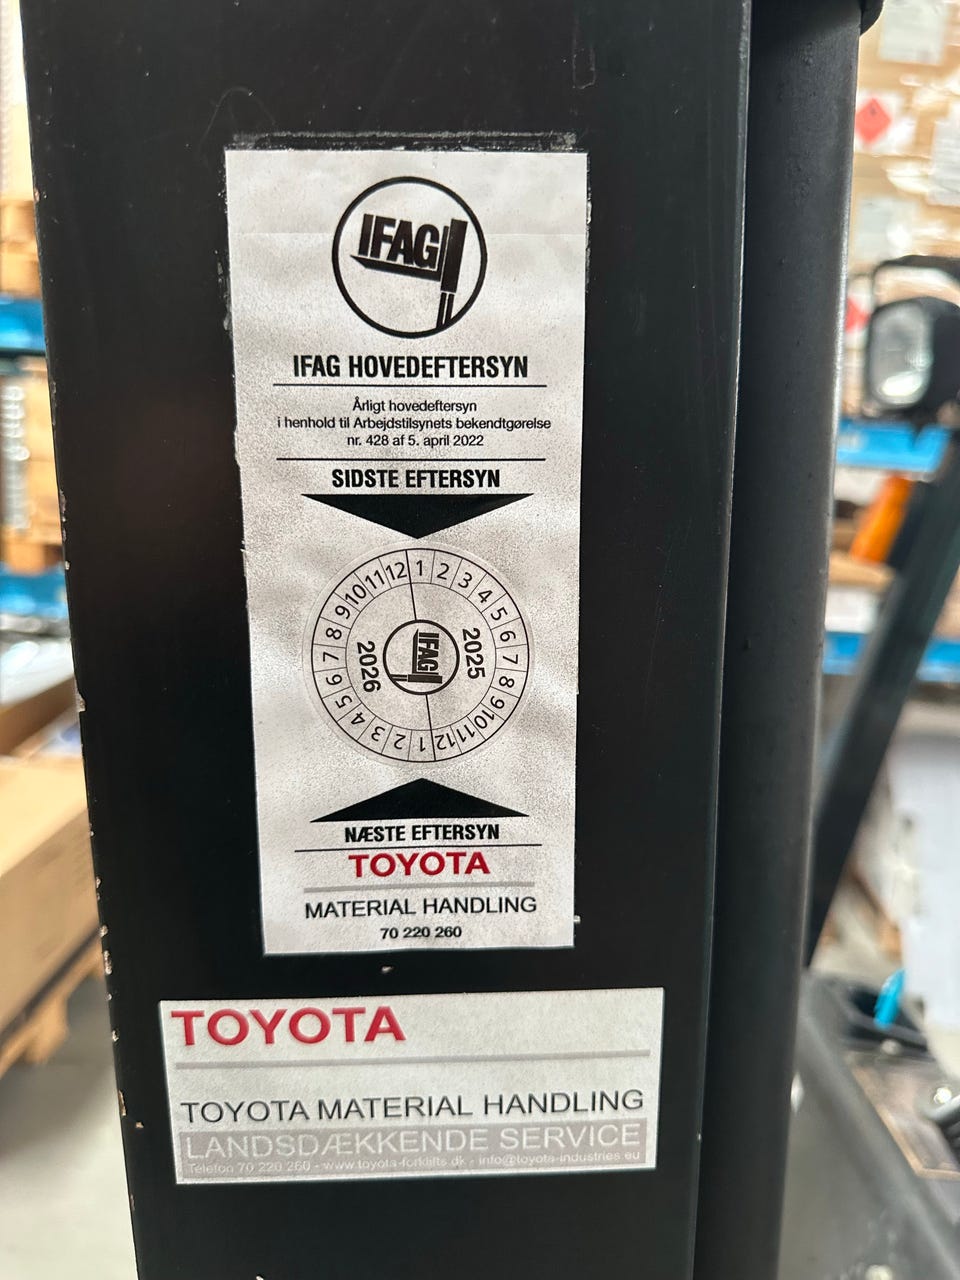 IFAG
IFAG HOVEDEFTERSYN
Årligt hovedeftersyn
i henhold til Arbejdstilsynets bekendtgørelse
nr. 428 af 5. april 2022
SIDSTE EFTERSYN
1 2 3 4 5 6 7 8 9 10 11 12
2025
IFAG
2026
1 2 3 4 5 6 7 8 9 10 11 12
NÆSTE EFTERSYN
TOYOTA
MATERIAL HANDLING
70 220 260
TOYOTA
TOYOTA MATERIAL HANDLING
LANDSDÆKKENDE SERVICE
Telefon 70 220 260 - www.toyota-forklifts.dk - info@toyota-industries.eu